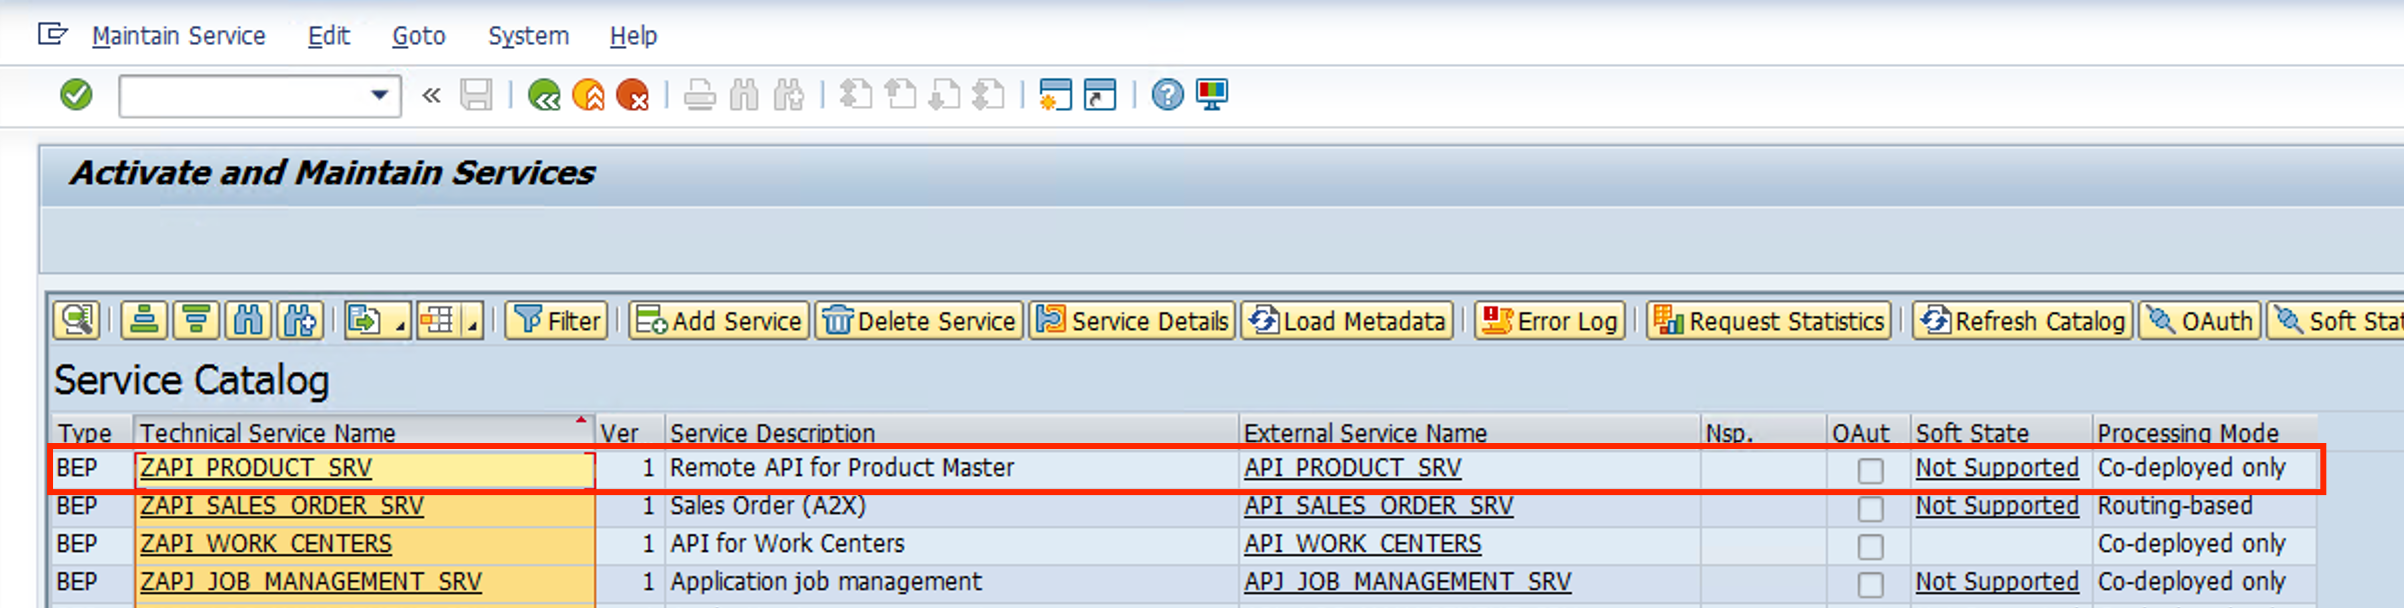 Maintain Service Edit Goto System Help
Activate and Maintain Services
Filter Add Service Delete Service Service Details Load Metadata Error Log Request Statistics Refresh Catalog OAuth Soft Stat
Service Catalog
Type Technical Service Name Ver Service Description External Service Name Nsp. OAut Soft State Processing Mode
BEP ZAPI_PRODUCT_SRV 1 Remote API for Product Master API_PRODUCT_SRV Not Supported Co-deployed only
BEP ZAPI_SALES_ORDER_SRV 1 Sales Order (A2X) API_SALES_ORDER_SRV Not Supported Routing-based
BEP ZAPI_WORK_CENTERS 1 API for Work Centers API_WORK_CENTERS Co-deployed only
BEP ZAPJ_JOB_MANAGEMENT_SRV 1 Application job management APJ_JOB_MANAGEMENT_SRV Not Supported Co-deployed only